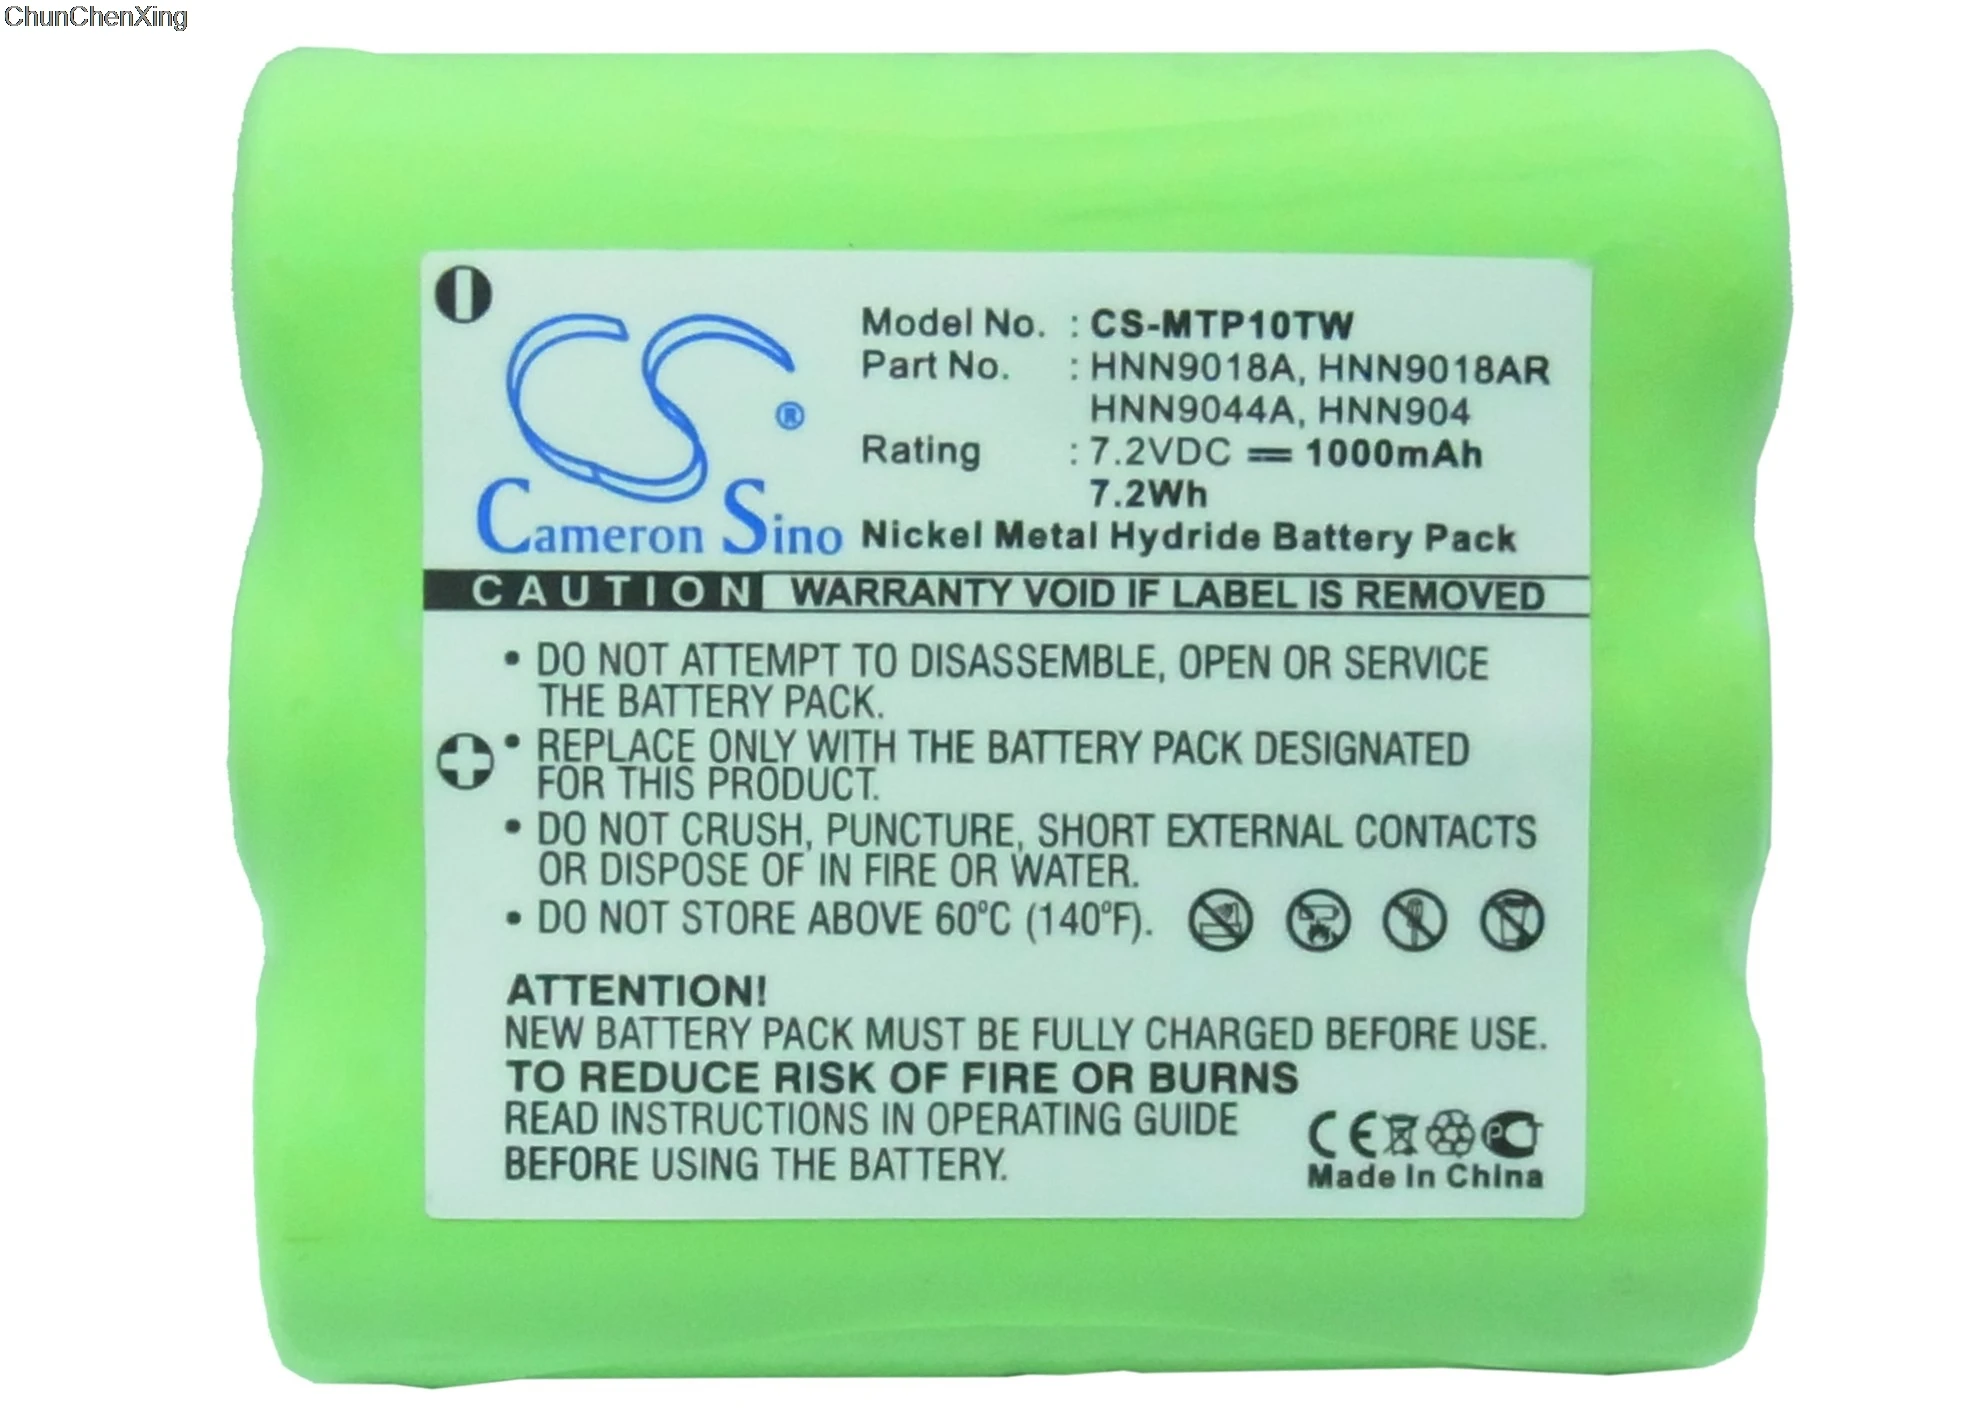 ChunChenXing
CS®
Cameron Sino
Model No. : CS-MTP10TW
Part No. : HNN9018A, HNN9018AR
HNN9044A, HNN904
Rating : 7.2VDC ⎓ 1000mAh
7.2Wh
Nickel Metal Hydride Battery Pack
CAUTION WARRANTY VOID IF LABEL IS REMOVED
• DO NOT ATTEMPT TO DISASSEMBLE, OPEN OR SERVICE
THE BATTERY PACK.
• REPLACE ONLY WITH THE BATTERY PACK DESIGNATED
FOR THIS PRODUCT.
• DO NOT CRUSH, PUNCTURE, SHORT EXTERNAL CONTACTS
OR DISPOSE OF IN FIRE OR WATER.
• DO NOT STORE ABOVE 60°C (140°F).
ATTENTION!
NEW BATTERY PACK MUST BE FULLY CHARGED BEFORE USE.
TO REDUCE RISK OF FIRE OR BURNS
READ INSTRUCTIONS IN OPERATING GUIDE
BEFORE USING THE BATTERY.
CE PCT
Made In China